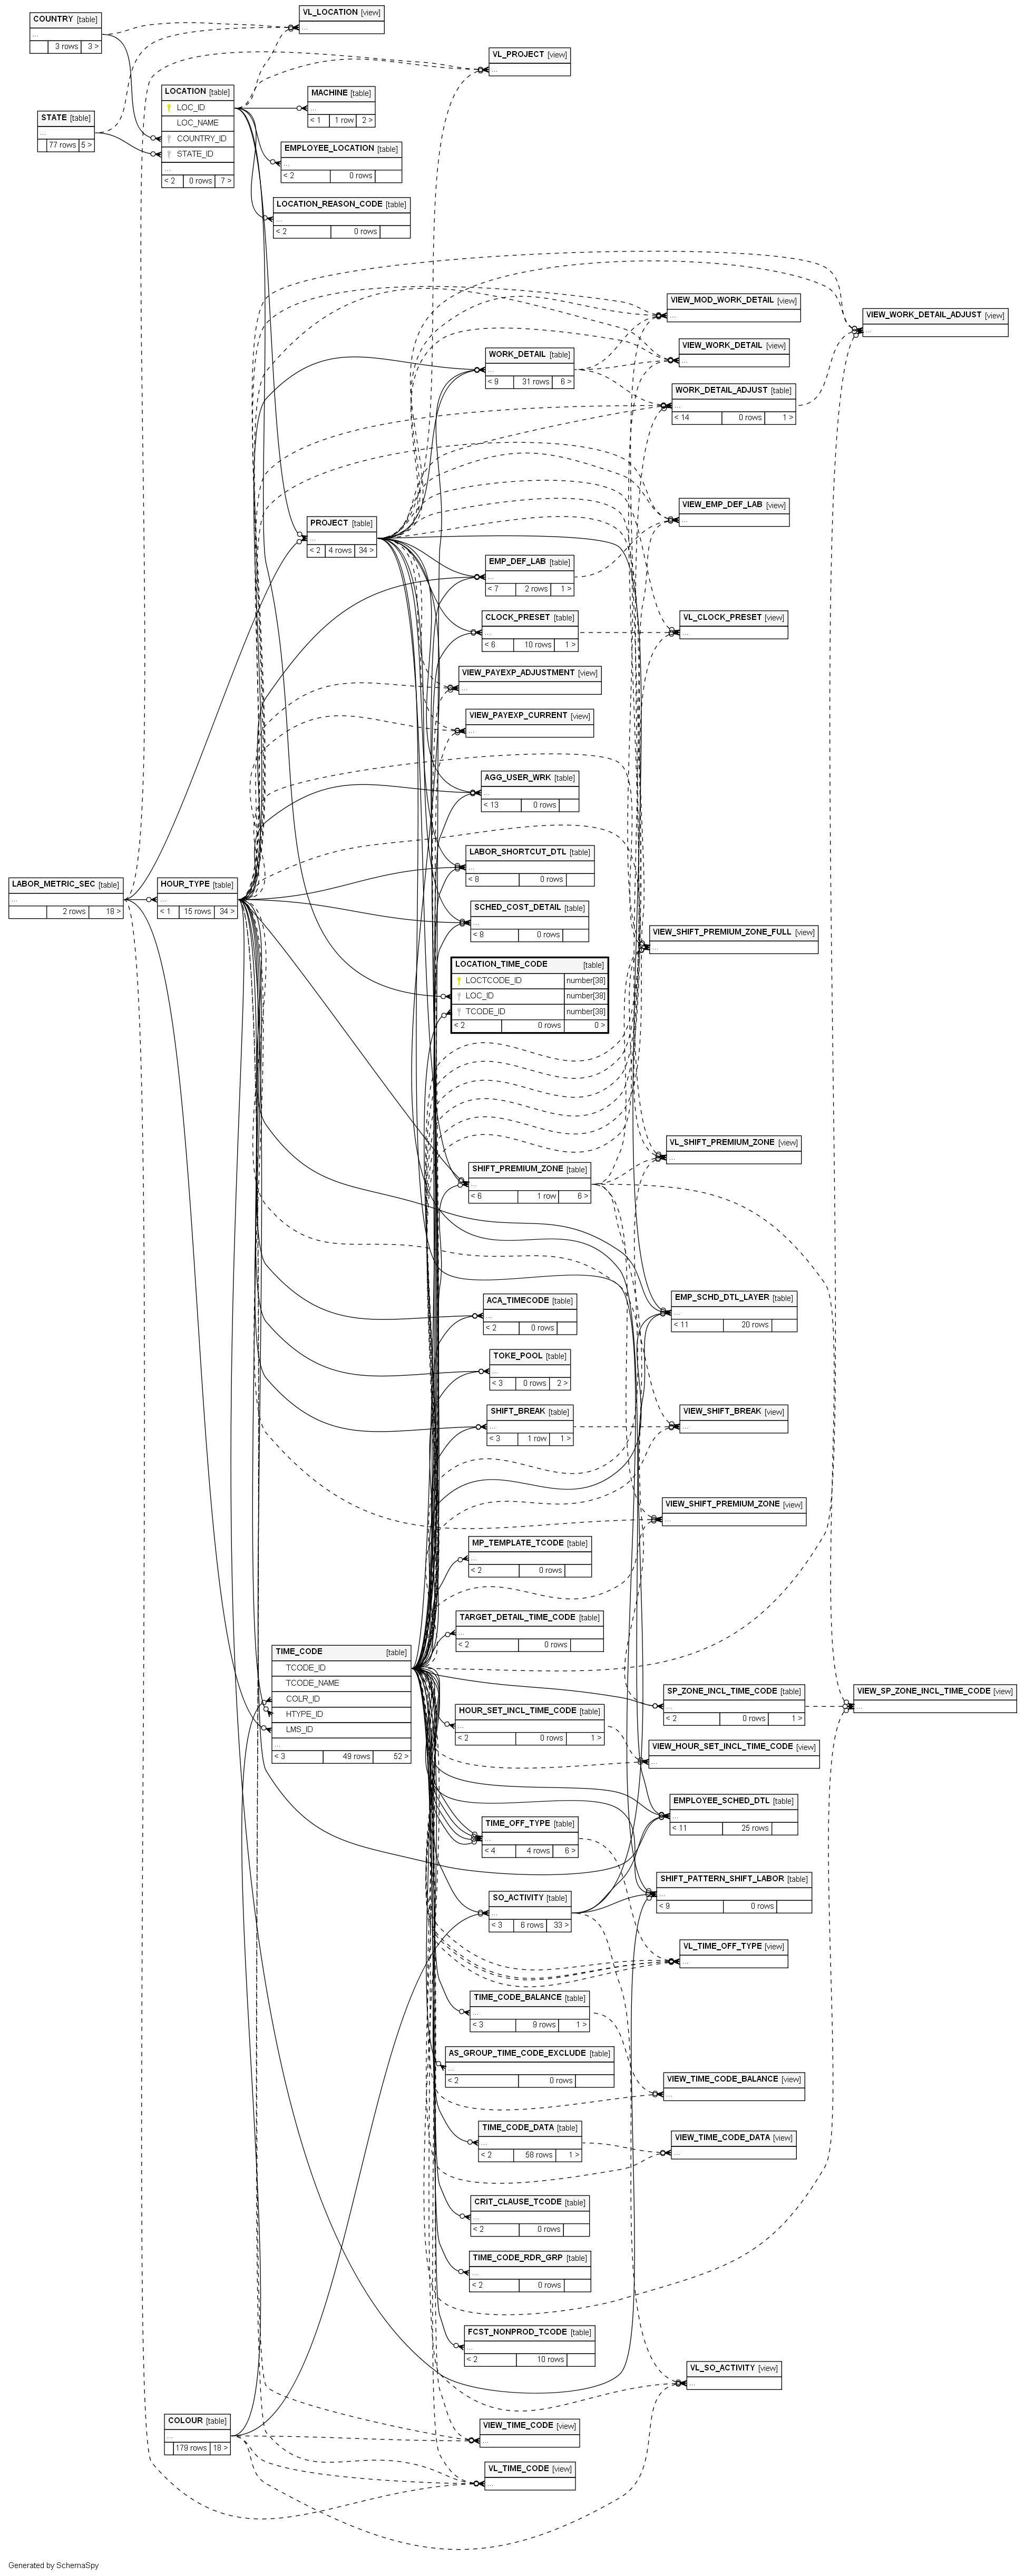 COUNTRY [table]
...
3 rows 3 >
VL_LOCATION [view]
...
VL_PROJECT [view]
...
LOCATION [table]
LOC_ID
LOC_NAME
COUNTRY_ID
STATE_ID
...
< 2 0 rows 7 >
MACHINE [table]
...
< 1 1 row 2 >
STATE [table]
...
77 rows 5 >
EMPLOYEE_LOCATION [table]
...
< 2 0 rows
LOCATION_REASON_CODE [table]
...
< 2 0 rows
VIEW_MOD_WORK_DETAIL [view]
...
VIEW_WORK_DETAIL_ADJUST [view]
...
VIEW_WORK_DETAIL [view]
...
WORK_DETAIL [table]
...
< 9 31 rows 6 >
WORK_DETAIL_ADJUST [table]
...
< 14 0 rows 1 >
VIEW_EMP_DEF_LAB [view]
...
PROJECT [table]
...
< 2 4 rows 34 >
EMP_DEF_LAB [table]
...
< 7 2 rows 1 >
CLOCK_PRESET [table]
...
< 6 10 rows 1 >
VL_CLOCK_PRESET [view]
...
VIEW_PAYEXP_ADJUSTMENT [view]
...
VIEW_PAYEXP_CURRENT [view]
...
AGG_USER_WRK [table]
...
< 13 0 rows
LABOR_SHORTCUT_DTL [table]
...
< 8 0 rows
LABOR_METRIC_SEC [table]
...
2 rows 18 >
HOUR_TYPE [table]
...
< 1 15 rows 34 >
SCHED_COST_DETAIL [table]
...
< 8 0 rows
VIEW_SHIFT_PREMIUM_ZONE_FULL [view]
...
LOCATION_TIME_CODE [table]
LOCTCODE_ID number[38]
LOC_ID number[38]
TCODE_ID number[38]
< 2 0 rows 0 >
VL_SHIFT_PREMIUM_ZONE [view]
...
SHIFT_PREMIUM_ZONE [table]
...
< 6 1 row 6 >
EMP_SCHD_DTL_LAYER [table]
...
< 11 20 rows
ACA_TIMECODE [table]
...
< 2 0 rows
TOKE_POOL [table]
...
< 3 0 rows 2 >
SHIFT_BREAK [table]
...
< 3 1 row 1 >
VIEW_SHIFT_BREAK [view]
...
VIEW_SHIFT_PREMIUM_ZONE [view]
...
MP_TEMPLATE_TCODE [table]
...
< 2 0 rows
TARGET_DETAIL_TIME_CODE [table]
...
< 2 0 rows
TIME_CODE [table]
TCODE_ID
TCODE_NAME
COLR_ID
HTYPE_ID
LMS_ID
...
< 3 49 rows 52 >
SP_ZONE_INCL_TIME_CODE [table]
...
< 2 0 rows 1 >
VIEW_SP_ZONE_INCL_TIME_CODE [view]
...
HOUR_SET_INCL_TIME_CODE [table]
...
< 2 0 rows 1 >
VIEW_HOUR_SET_INCL_TIME_CODE [view]
...
EMPLOYEE_SCHED_DTL [table]
...
< 11 25 rows
TIME_OFF_TYPE [table]
...
< 4 4 rows 6 >
SHIFT_PATTERN_SHIFT_LABOR [table]
...
< 9 0 rows
SO_ACTIVITY [table]
...
< 3 6 rows 33 >
VL_TIME_OFF_TYPE [view]
...
TIME_CODE_BALANCE [table]
...
< 3 9 rows 1 >
AS_GROUP_TIME_CODE_EXCLUDE [table]
...
< 2 0 rows
VIEW_TIME_CODE_BALANCE [view]
...
TIME_CODE_DATA [table]
...
< 2 58 rows 1 >
VIEW_TIME_CODE_DATA [view]
...
CRIT_CLAUSE_TCODE [table]
...
< 2 0 rows
TIME_CODE_RDR_GRP [table]
...
< 2 0 rows
FCST_NONPROD_TCODE [table]
...
< 2 10 rows
VL_SO_ACTIVITY [view]
...
COLOUR [table]
...
179 rows 18 >
VIEW_TIME_CODE [view]
...
VL_TIME_CODE [view]
...
Generated by SchemaSpy